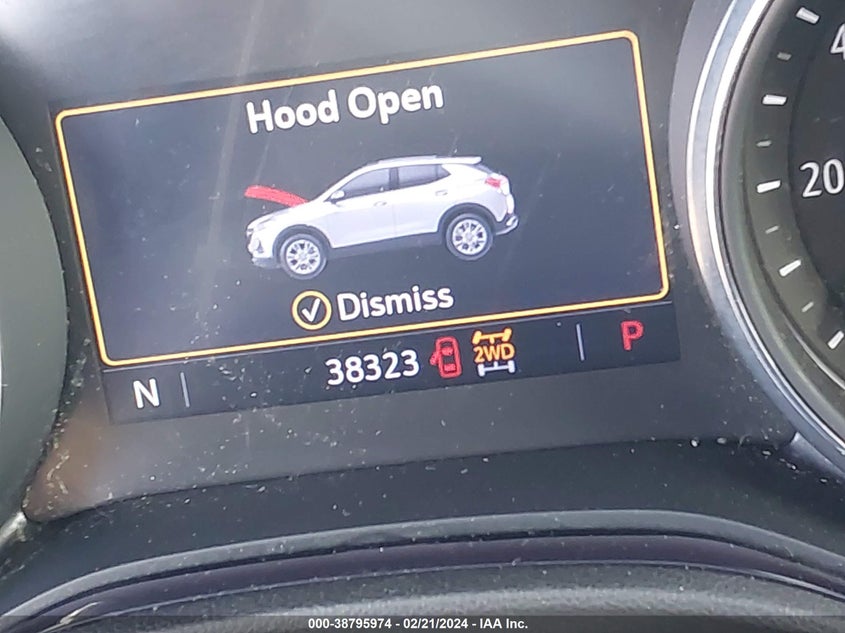 Hood Open
Dismiss
N 38323 2WD P
20
000-38795974 / 02/21/2024 - IAA Inc.